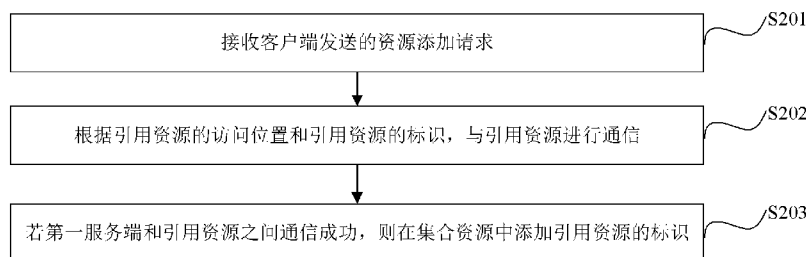 接收客户端发送的资源添加请求
S201
根据引用资源的访问位置和引用资源的标识，与引用资源进行通信
S202
若第一服务端和引用资源之间通信成功，则在集合资源中添加引用资源的标识
S203